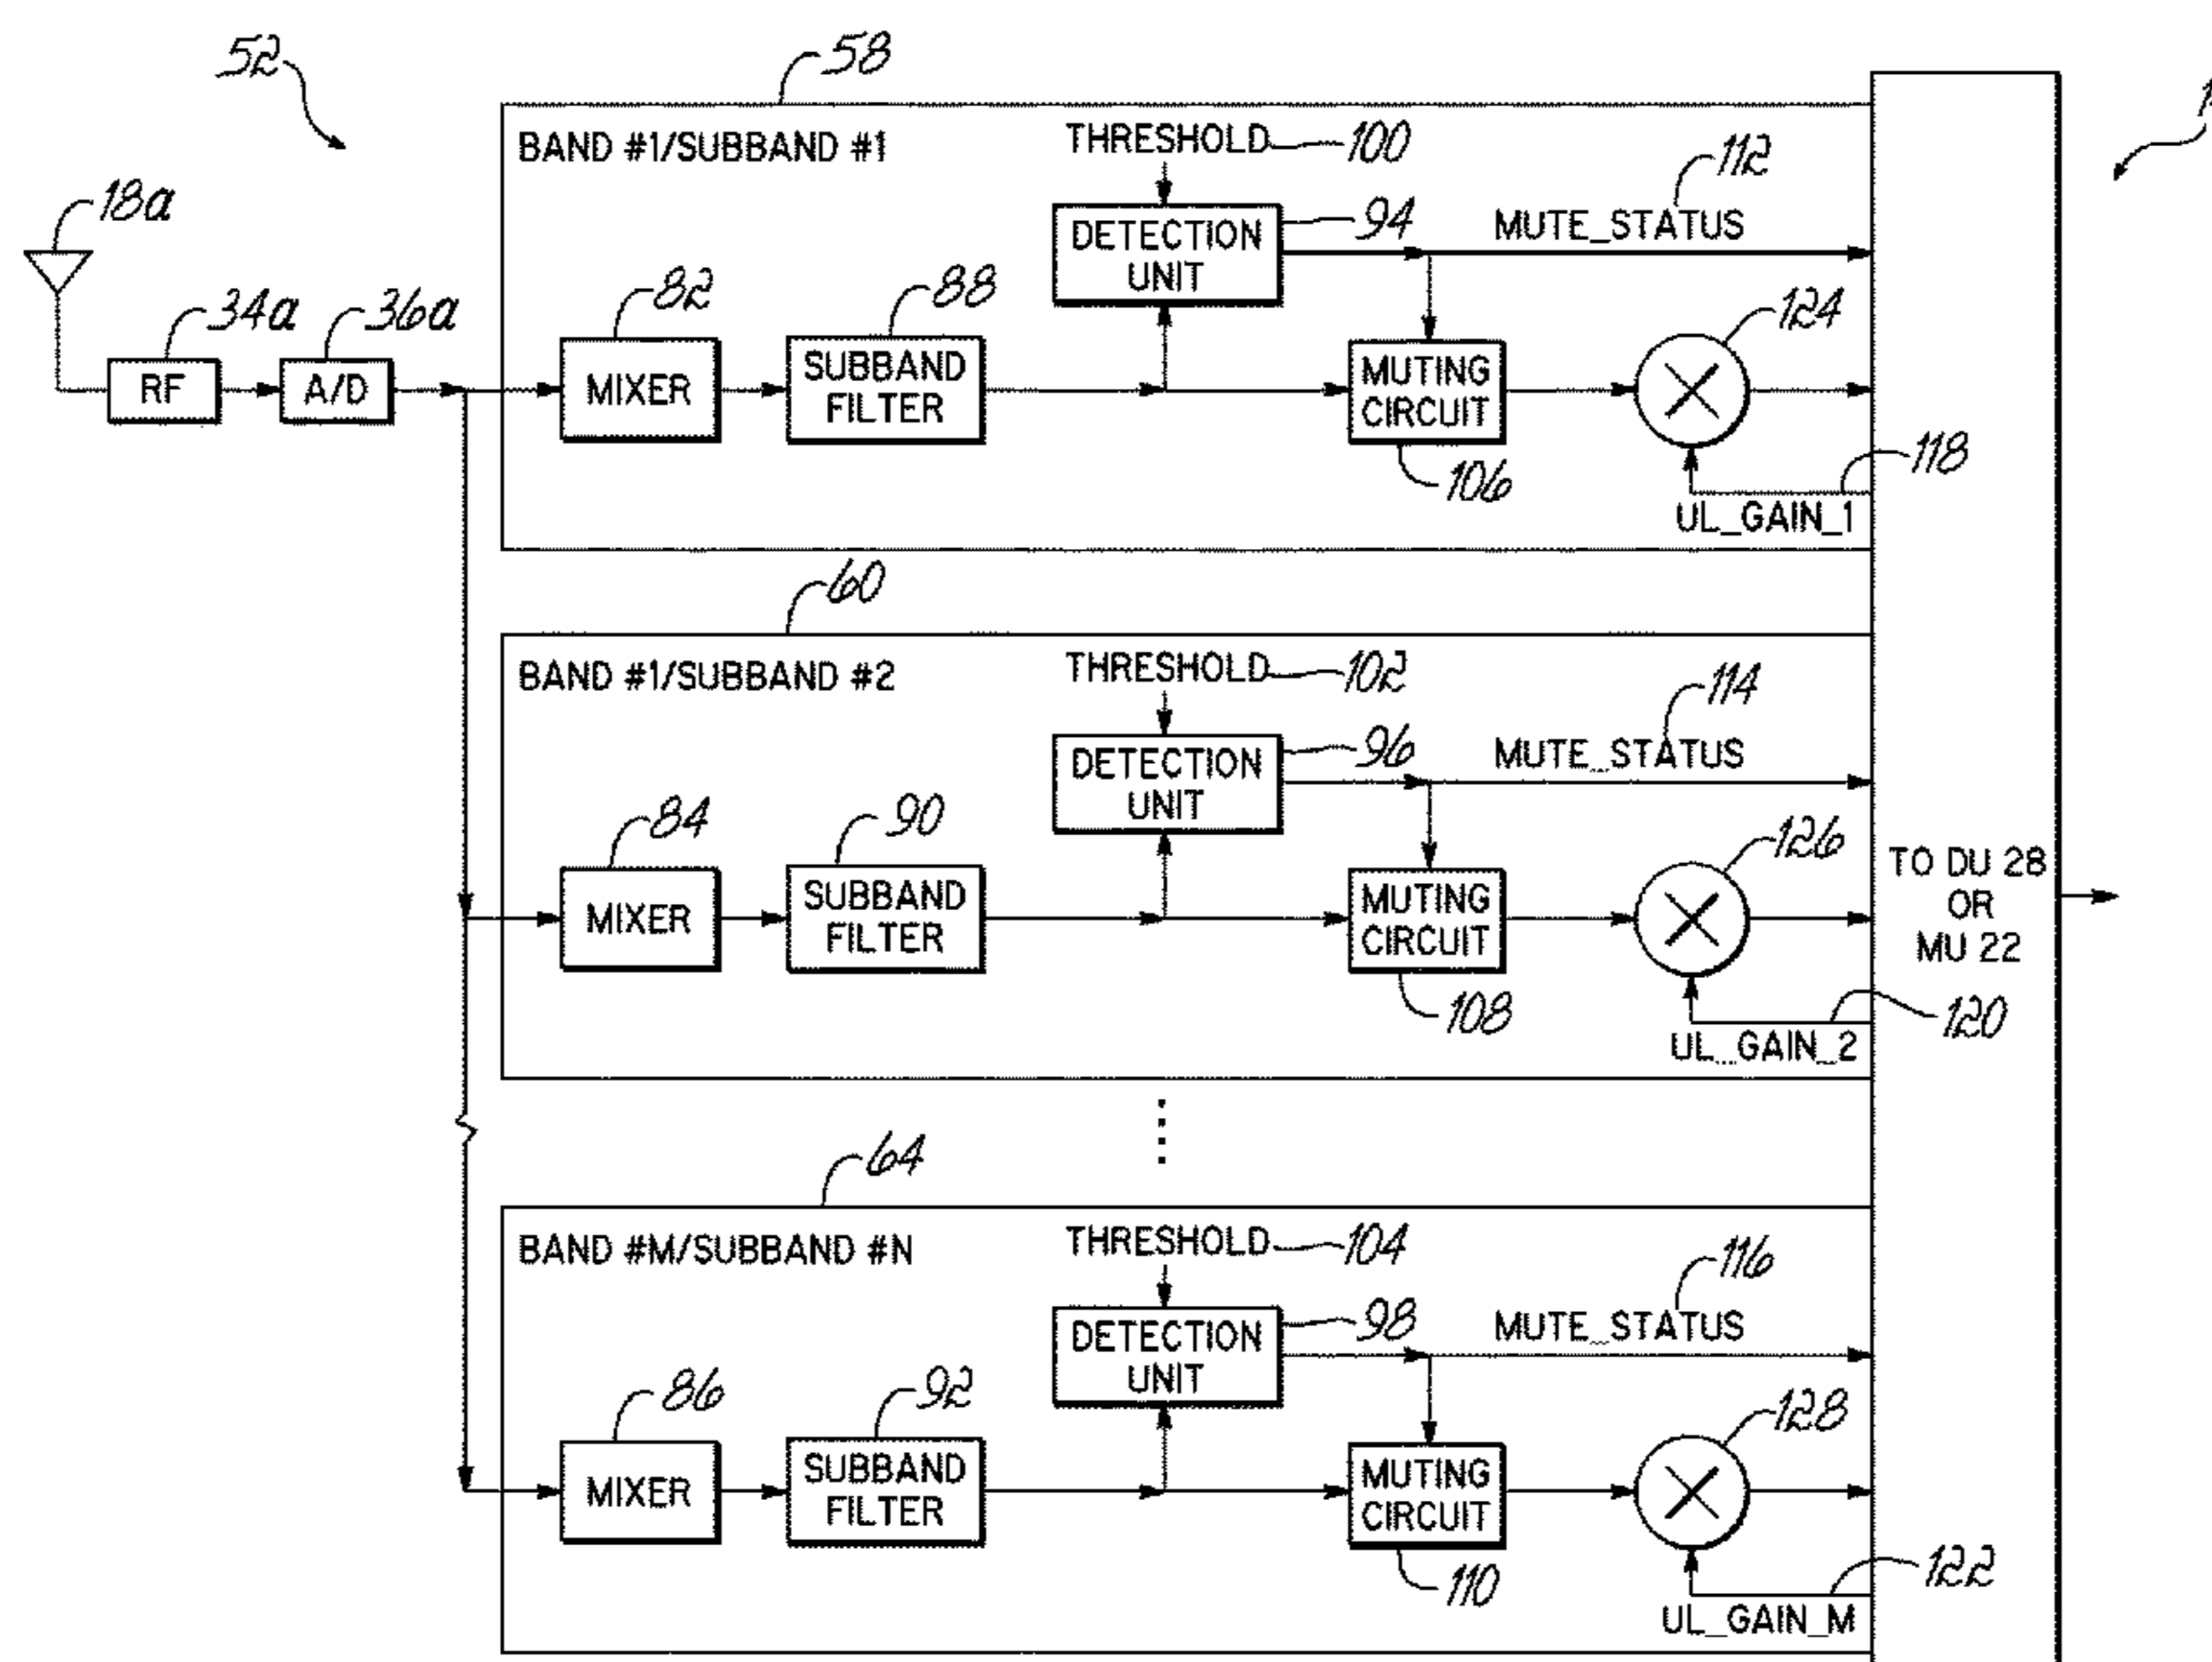 52
58
1
BAND #1/SUBBAND #1
THRESHOLD 100
112
18a
DETECTION
UNIT
94
MUTE_STATUS
34a
36a
82
88
124
RF
A/D
MIXER
SUBBAND
FILTER
MUTING
CIRCUIT
106
118
UL_GAIN_1
60
BAND #1/SUBBAND #2
THRESHOLD 102
114
DETECTION
UNIT
96
MUTE_STATUS
84
90
126
MIXER
SUBBAND
FILTER
MUTING
CIRCUIT
TO DU 28
OR
MU 22
108
120
UL_GAIN_2
64
BAND #M/SUBBAND #N
THRESHOLD 104
116
DETECTION
UNIT
98
MUTE_STATUS
86
92
128
MIXER
SUBBAND
FILTER
MUTING
CIRCUIT
110
122
UL_GAIN_M